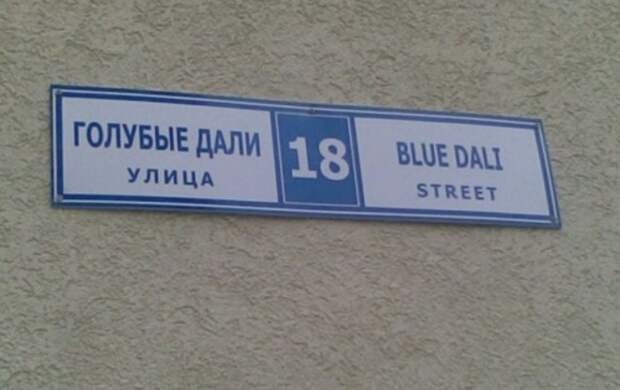 ГОЛУБЫЕ ДАЛИ
УЛИЦА
18
BLUE DALI
STREET